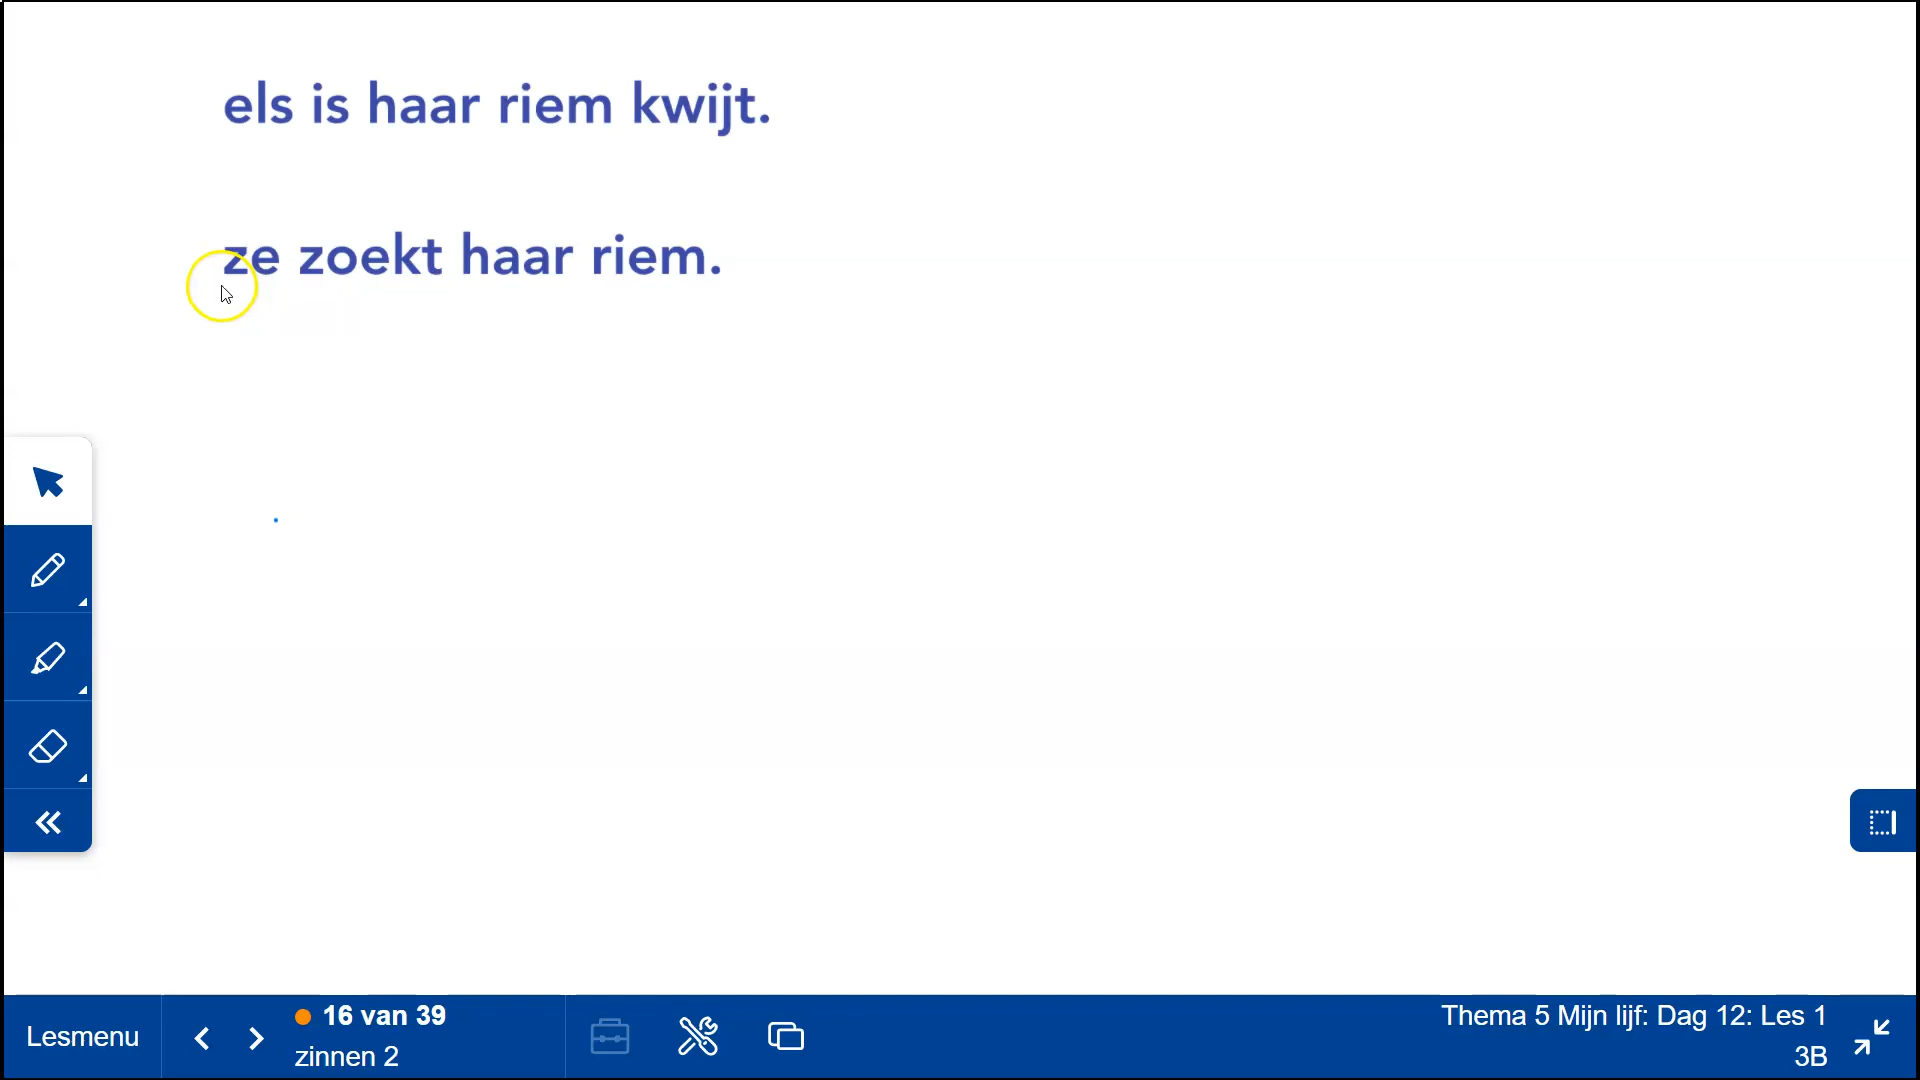 els is haar riem kwijt.
ze zoekt haar riem.
Lesmenu
16 van 39
zinnen 2
Thema 5 Mijn lijf: Dag 12: Les 1
3B